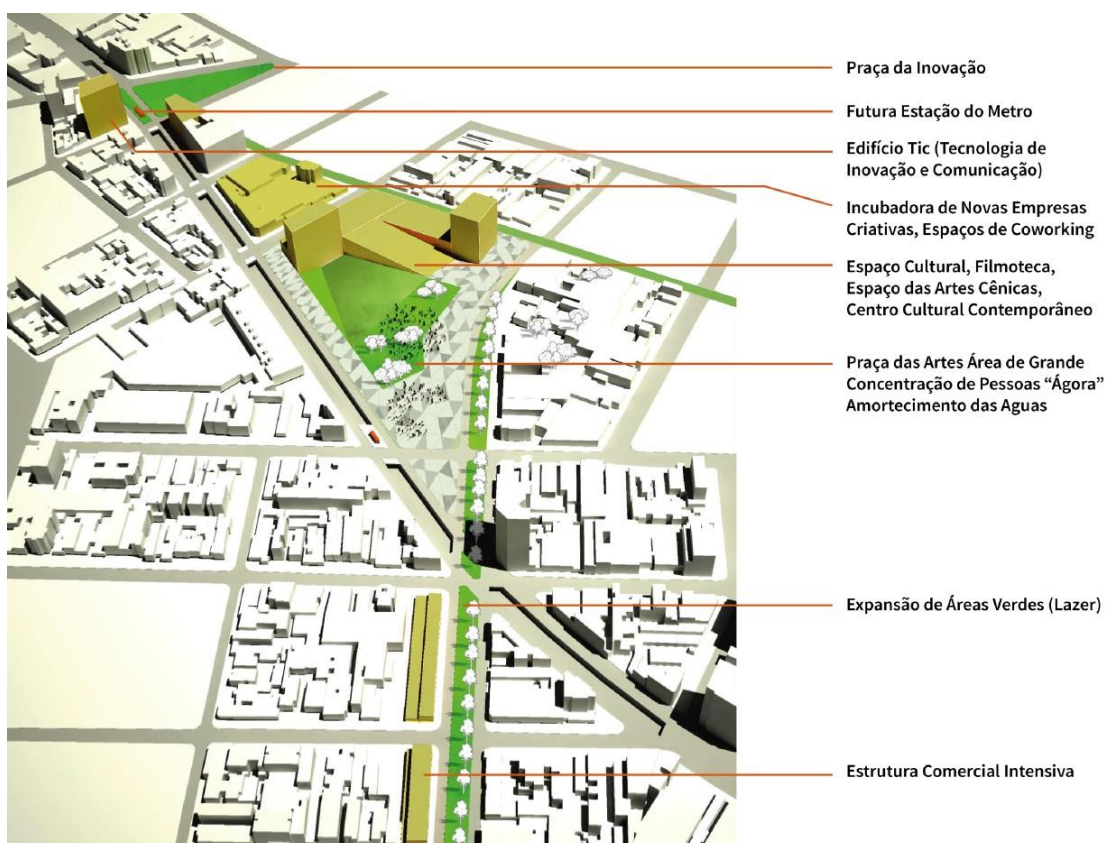 Praça da Inovação
Futura Estação do Metro
Edifício Tic (Tecnologia de
Inovação e Comunicação)
Incubadora de Novas Empresas
Criativas, Espaços de Coworking
Espaço Cultural, Filmoteca,
Espaço das Artes Cênicas,
Centro Cultural Contemporâneo
Praça das Artes Área de Grande
Concentração de Pessoas “Ágora”
Amortecimento das Aguas
Expansão de Áreas Verdes (Lazer)
Estrutura Comercial Intensiva